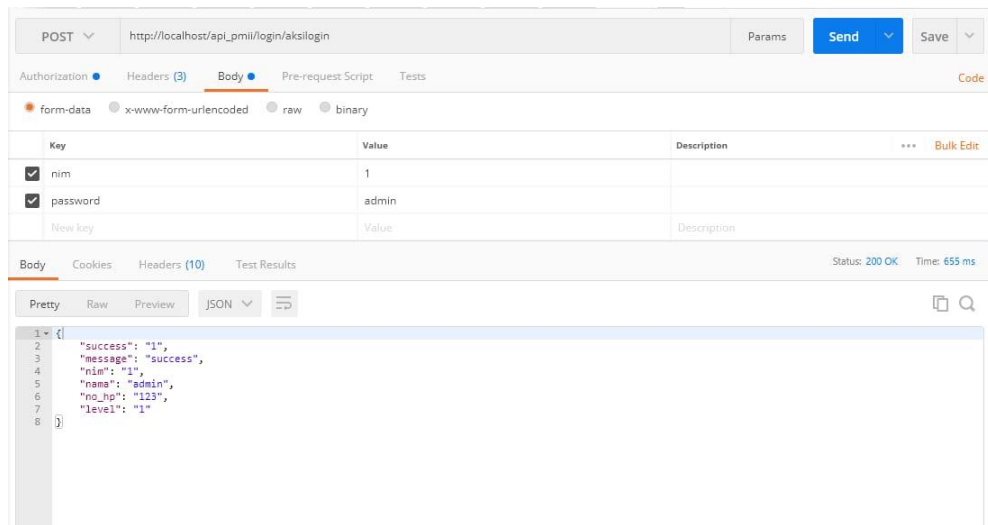 POST http://localhost/api_pmii/login/aksilogin Params Send Save
Authorization Headers (3) Body Pre-request Script Tests Code
form-data x-www-form-urlencoded raw binary
Key Value Description ••• Bulk Edit
nim 1
password admin
New key Value Description
Body Cookies Headers (10) Test Results Status: 200 OK Time: 655 ms
Pretty Raw Preview JSON
1 {
2 "success": "1",
3 "message": "success",
4 "nim": "1",
5 "nama": "admin",
6 "no_hp": "123",
7 "level": "1"
8 }